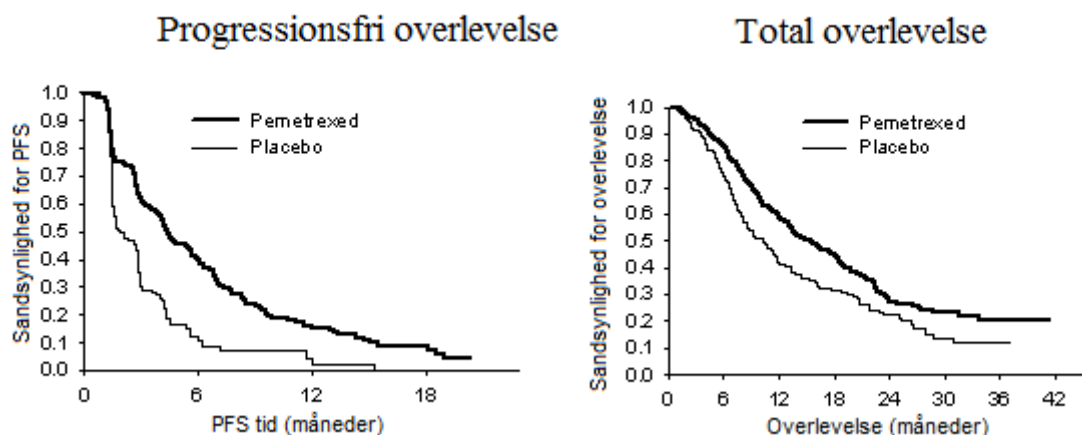 Progressionsfri overlevelse
Sandsynlighed for PFS
1.0
0.9
0.8
0.7
0.6
0.5
0.4
0.3
0.2
0.1
0.0
Pemetrexed
Placebo
0 6 12 18
PFS tid (måneder)
Total overlevelse
Sandsynlighed for overlevelse
1.0
0.9
0.8
0.7
0.6
0.5
0.4
0.3
0.2
0.1
0.0
Pemetrexed
Placebo
0 6 12 18 24 30 36 42
Overlevelse (måneder)